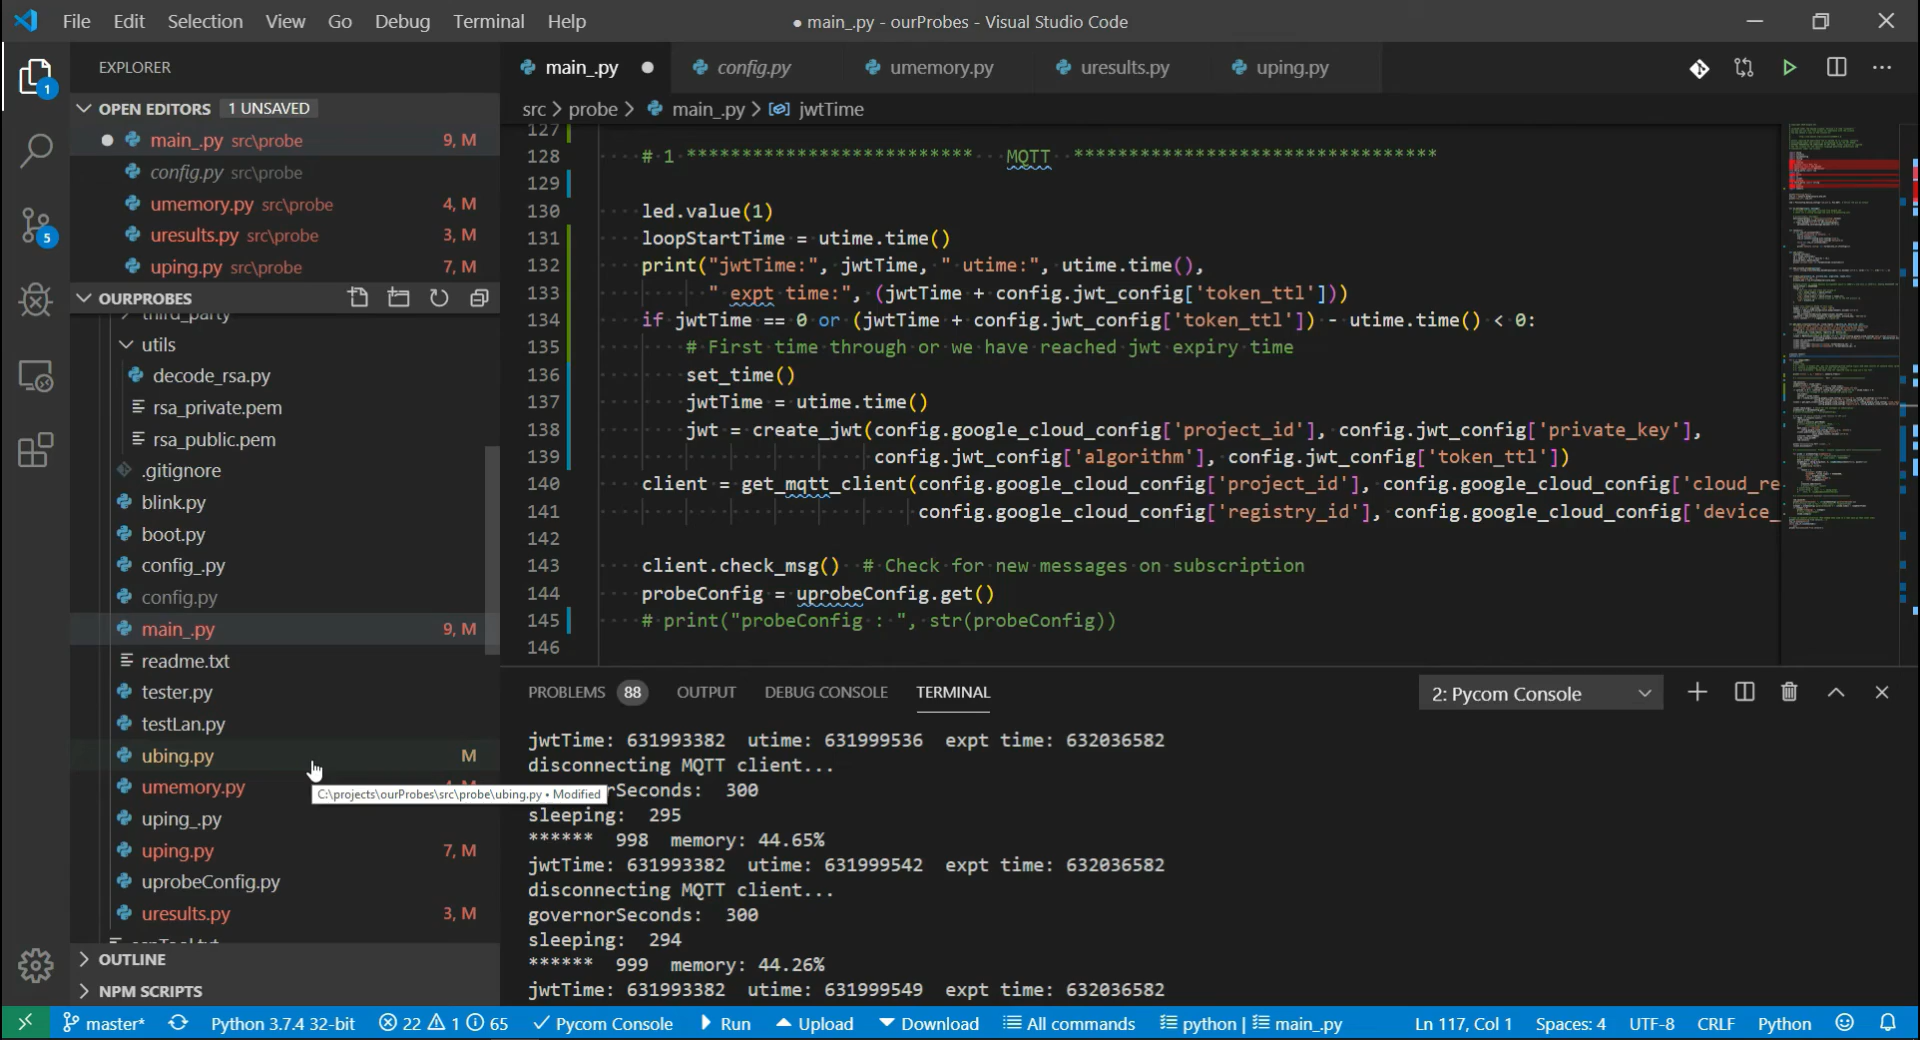 File Edit Selection View Go Debug Terminal Help
● main_.py - ourProbes - Visual Studio Code
EXPLORER
1
5
OPEN EDITORS 1 UNSAVED
main_.py src\probe 9, M
config.py src\probe
umemory.py src\probe 4, M
uresults.py src\probe 3, M
uping.py src\probe 7, M
OURPROBES
third_party
utils
decode_rsa.py
rsa_private.pem
rsa_public.pem
.gitignore
blink.py
boot.py
config_.py
config.py
main_.py 9, M
readme.txt
tester.py
testLan.py
ubing.py M
umemory.py 4, M
C:\projects\ourProbes\src\probe\ubing.py • Modified
uping_.py
uping.py 7, M
uprobeConfig.py
uresults.py 3, M
OUTLINE
NPM SCRIPTS
main_.py config.py umemory.py uresults.py uping.py
src > probe > main_.py > jwtTime
127
128 # 1 ************************** MQTT *********************************
129
130 led.value(1)
131 loopStartTime = utime.time()
132 print("jwtTime:", jwtTime, " utime:", utime.time(),
133 " expt time:", (jwtTime + config.jwt_config['token_ttl']))
134 if jwtTime == 0 or (jwtTime + config.jwt_config['token_ttl']) - utime.time() < 0:
135 # First time through or we have reached jwt expiry time
136 set_time()
137 jwtTime = utime.time()
138 jwt = create_jwt(config.google_cloud_config['project_id'], config.jwt_config['private_key'],
139 config.jwt_config['algorithm'], config.jwt_config['token_ttl'])
140 client = get_mqtt_client(config.google_cloud_config['project_id'], config.google_cloud_config['cloud_re
141 config.google_cloud_config['registry_id'], config.google_cloud_config['device_
142
143 client.check_msg() # Check for new messages on subscription
144 probeConfig = uprobeConfig.get()
145 # print("probeConfig : ", str(probeConfig))
146
PROBLEMS 88 OUTPUT DEBUG CONSOLE TERMINAL 2: Pycom Console
jwtTime: 631993382 utime: 631999536 expt time: 632036582
disconnecting MQTT client...
rSeconds: 300
sleeping: 295
****** 998 memory: 44.65%
jwtTime: 631993382 utime: 631999542 expt time: 632036582
disconnecting MQTT client...
governorSeconds: 300
sleeping: 294
****** 999 memory: 44.26%
jwtTime: 631993382 utime: 631999549 expt time: 632036582
master* Python 3.7.4 32-bit 22 1 65 Pycom Console Run Upload Download All commands python | main_.py Ln 117, Col 1 Spaces: 4 UTF-8 CRLF Python